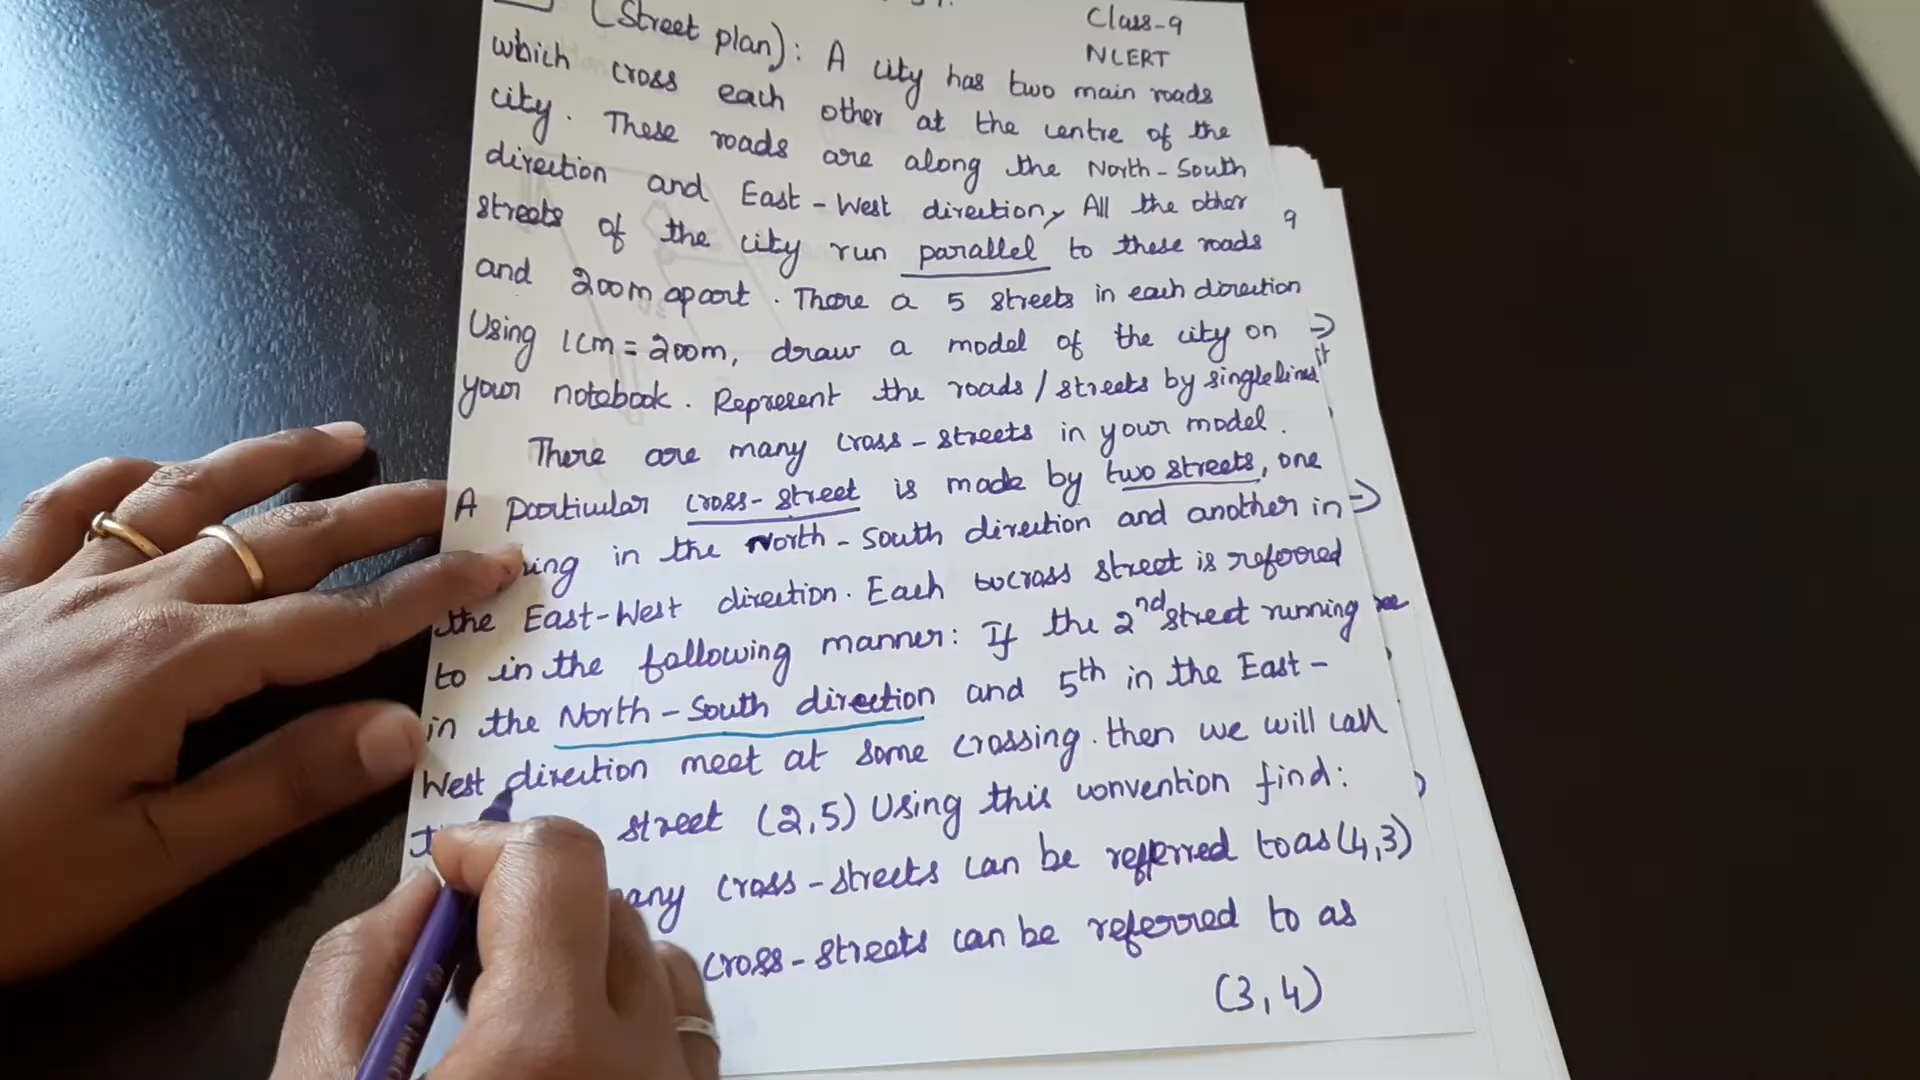 (Street plan): A city has two main roads
Class-9
NCERT
which cross each other at the centre of the
city. These roads are along the North-South
direction and East-West direction, All the other
streets of the city run parallel to these roads
9
and 200m apart. There a 5 streets in each direction
Using 1cm = 200m, draw a model of the city on
your notebook. Represent the roads/streets by single lines
There are many cross-streets in your model.
A particular cross-street is made by two streets, one
ing in the North-South direction and another in
the East-West direction. Each cross street is referred
to in the following manner: If the 2nd street running
in the North-South direction and 5th in the East-
West direction meet at some crossing. then we will call
street (2,5) Using this convention find:
many cross-streets can be referred to as (4,3)
cross-streets can be referred to as
(3,4)